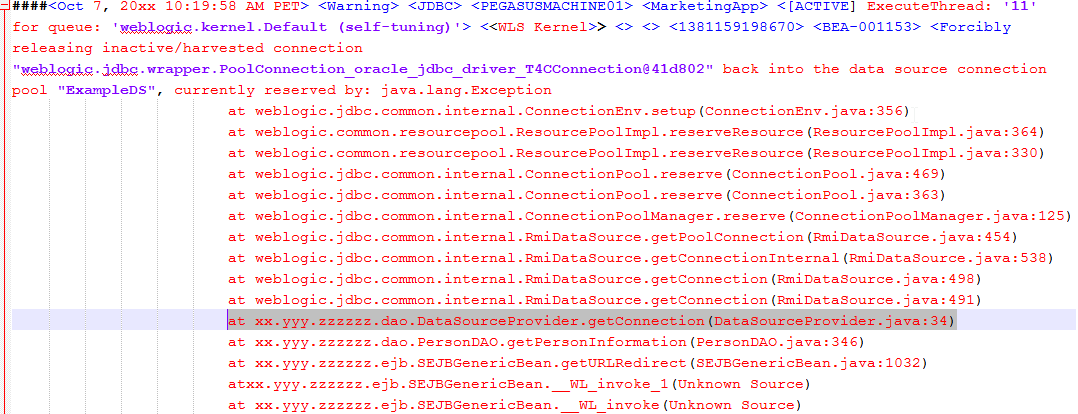 ####<Oct 7, 20xx 10:19:58 AM PET> <Warning> <JDBC> <PEGASUSMACHINE01> <MarketingApp> <[ACTIVE] ExecuteThread: '11'
for queue: 'weblogic.kernel.Default (self-tuning)'> <<WLS Kernel>> <> <> <1381159198670> <BEA-001153> <Forcibly
releasing inactive/harvested connection
"weblogic.jdbc.wrapper.PoolConnection_oracle_jdbc_driver_T4CConnection@41d802" back into the data source connection
pool "ExampleDS", currently reserved by: java.lang.Exception
at weblogic.jdbc.common.internal.ConnectionEnv.setup(ConnectionEnv.java:356)
at weblogic.common.resourcepool.ResourcePoolImpl.reserveResource(ResourcePoolImpl.java:364)
at weblogic.common.resourcepool.ResourcePoolImpl.reserveResource(ResourcePoolImpl.java:330)
at weblogic.jdbc.common.internal.ConnectionPool.reserve(ConnectionPool.java:469)
at weblogic.jdbc.common.internal.ConnectionPool.reserve(ConnectionPool.java:363)
at weblogic.jdbc.common.internal.ConnectionPoolManager.reserve(ConnectionPoolManager.java:125)
at weblogic.jdbc.common.internal.RmiDataSource.getPoolConnection(RmiDataSource.java:454)
at weblogic.jdbc.common.internal.RmiDataSource.getConnectionInternal(RmiDataSource.java:538)
at weblogic.jdbc.common.internal.RmiDataSource.getConnection(RmiDataSource.java:498)
at weblogic.jdbc.common.internal.RmiDataSource.getConnection(RmiDataSource.java:491)
at xx.yyy.zzzzzz.dao.DataSourceProvider.getConnection(DataSourceProvider.java:34)
at xx.yyy.zzzzzz.dao.PersonDAO.getPersonInformation(PersonDAO.java:346)
at xx.yyy.zzzzzz.ejb.SEJBGenericBean.getURLRedirect(SEJBGenericBean.java:1032)
atxx.yyy.zzzzzz.ejb.SEJBGenericBean.__WL_invoke_1(Unknown Source)
at xx.yyy.zzzzzz.ejb.SEJBGenericBean.__WL_invoke(Unknown Source)